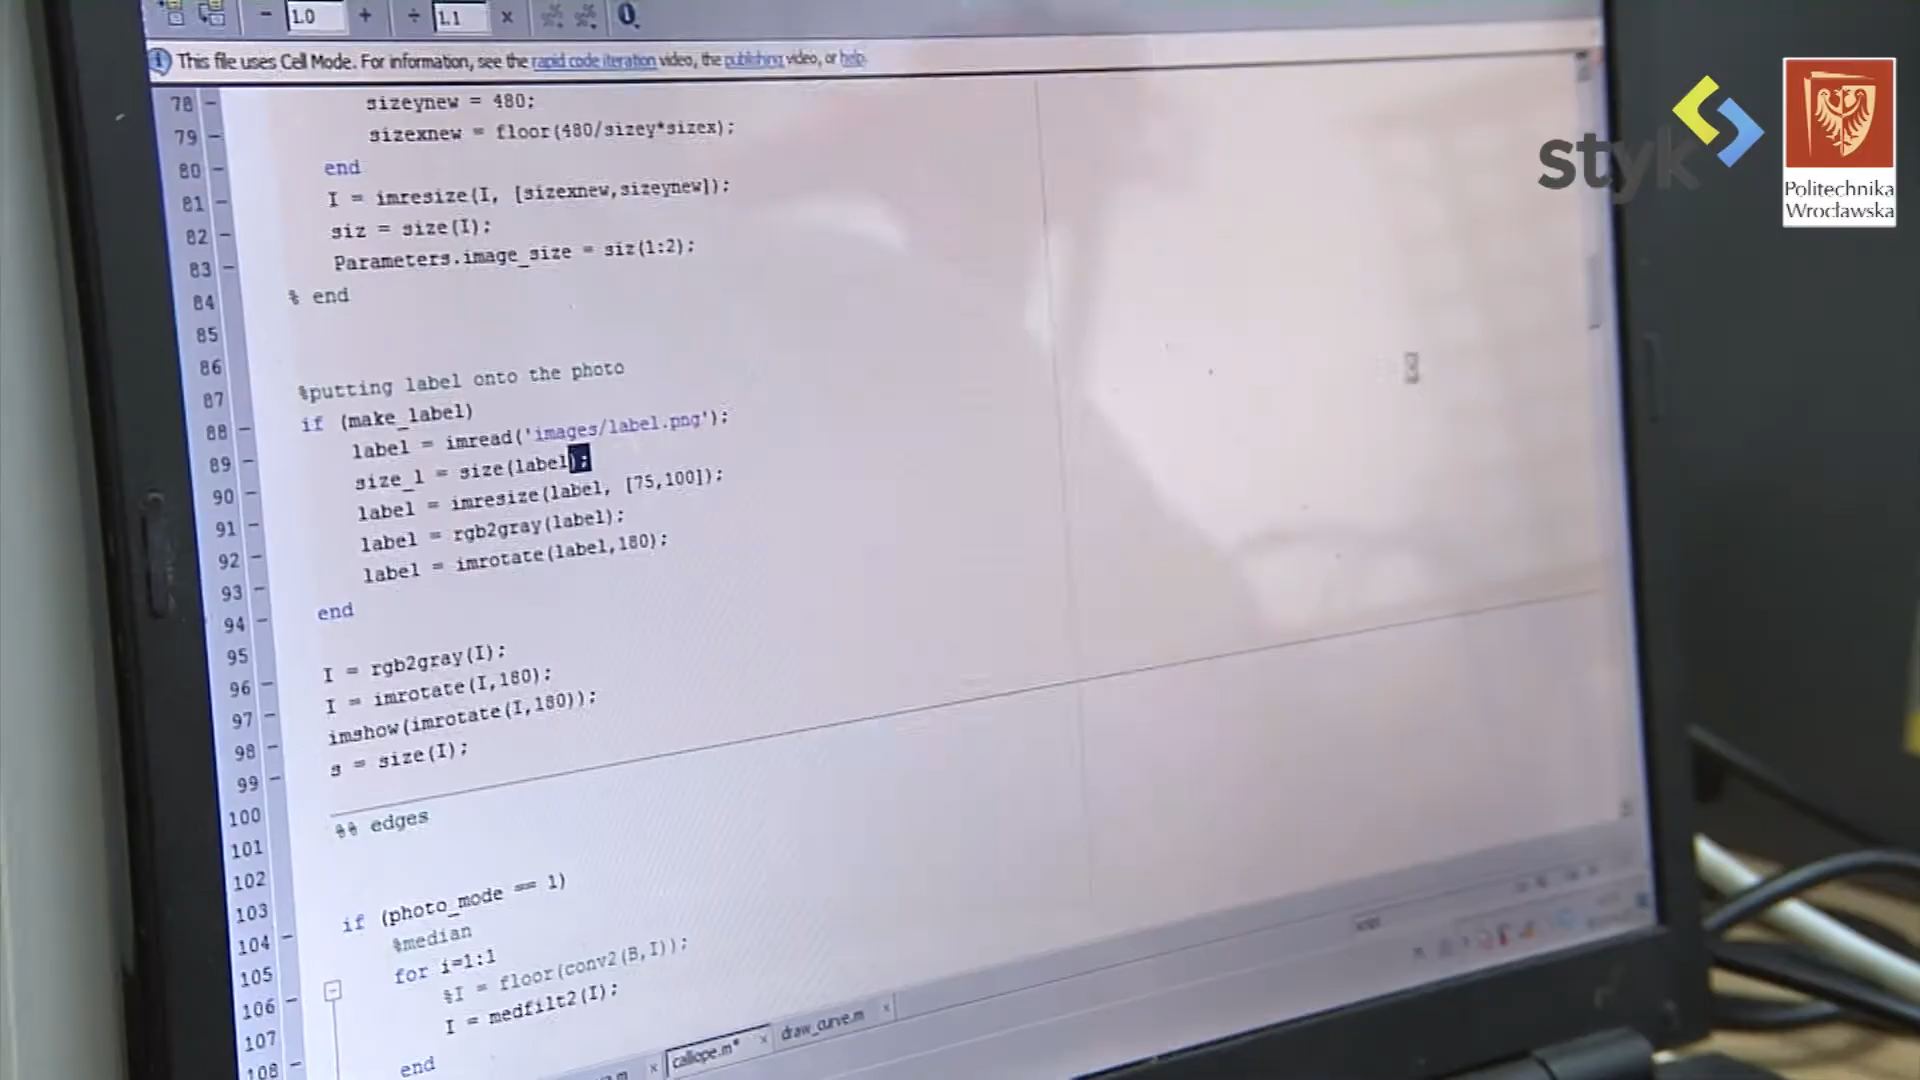 1.0
1.1
This file uses Cell Mode. For information, see the rapid code iteration video, the publishing video, or help.
78 sizeynew = 480;
79 sizexnew = floor(480/sizey*sizex);
80 end
81 I = imresize(I, [sizexnew,sizeynew]);
82 siz = size(I);
83 Parameters.image_size = siz(1:2);
84 % end
85
86
87 %putting label onto the photo
88 if (make_label)
89 label = imread('images/label.png');
90 size_l = size(label);
91 label = imresize(label, [75,100]);
92 label = rgb2gray(label);
93 label = imrotate(label,180);
94 end
95
96 I = rgb2gray(I);
97 I = imrotate(I,180);
98 imshow(imrotate(I,180));
99 s = size(I);
100
101 %% edges
102
103
104 if (photo_mode == 1)
105 %median
106 for i=1:1
107 %I = floor(conv2(B,I));
108 I = medfilt2(I);
end
calliope.m*
draw_curve.m
script
styk
Politechnika
Wrocławska